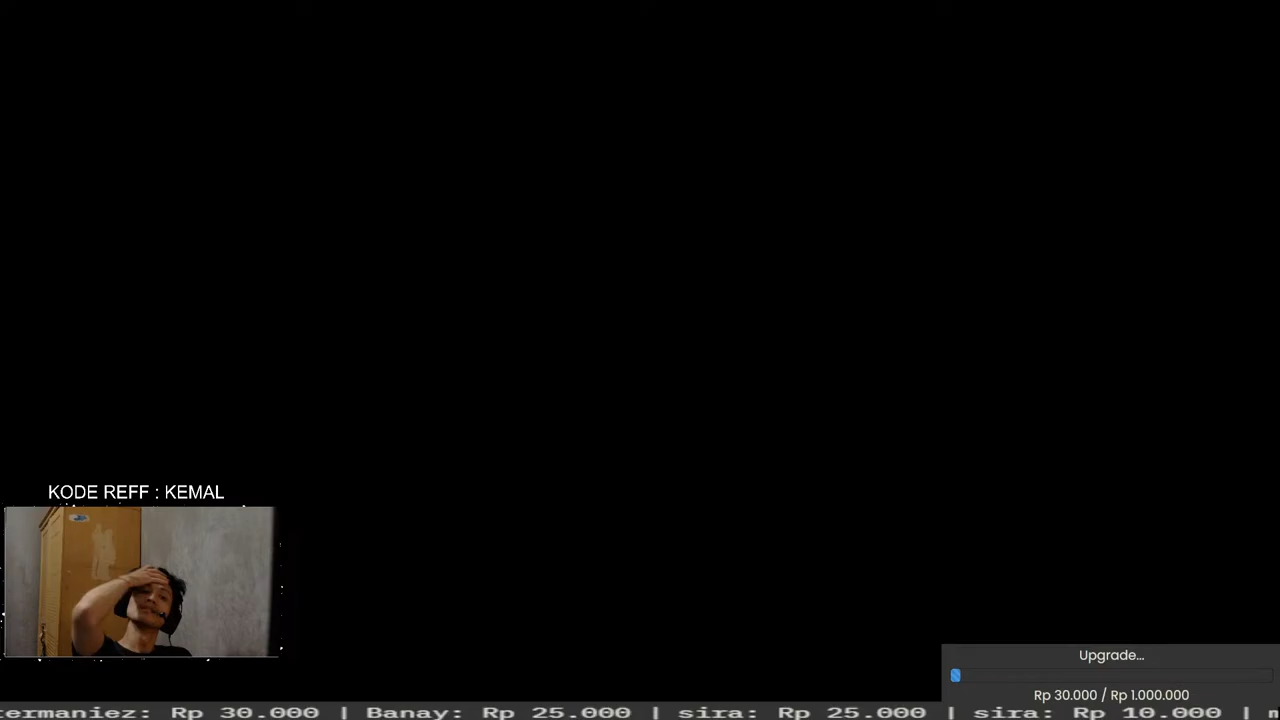 KODE REFF : KEMAL
Upgrade...
Rp 30.000 / Rp 1.000.000
termaniez: Rp 30.000 | Banay: Rp 25.000 | sira: Rp 25.000 | sira: Rp 10.000 |